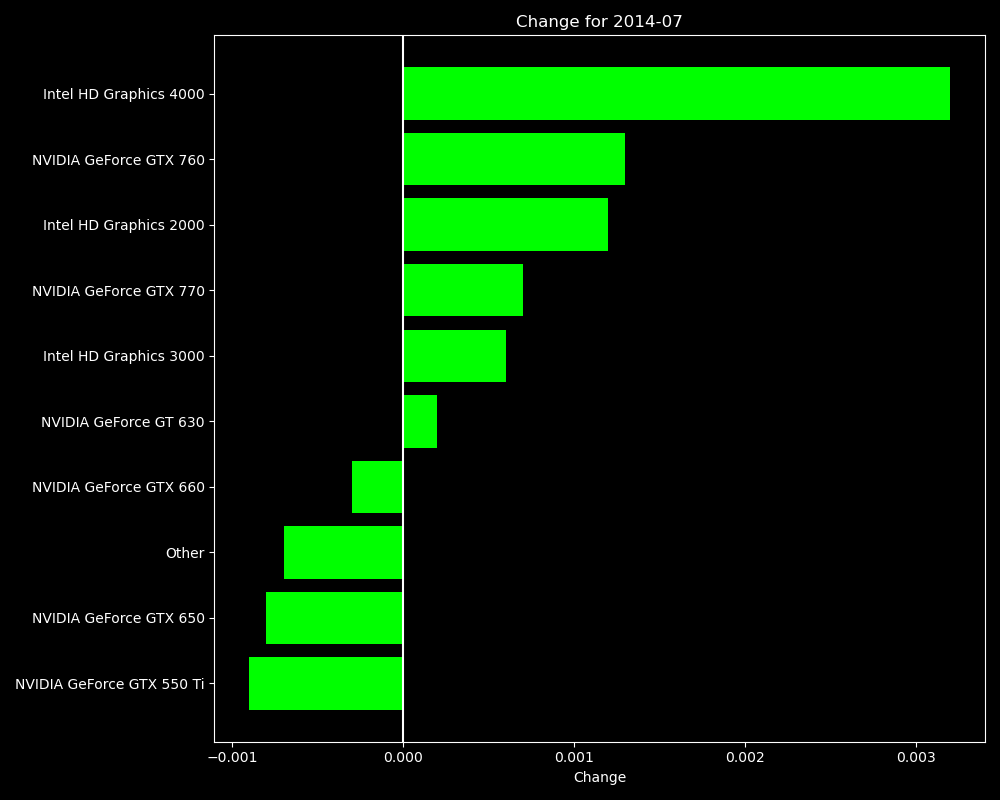 Change for 2014-07
Intel HD Graphics 4000
NVIDIA GeForce GTX 760
Intel HD Graphics 2000
NVIDIA GeForce GTX 770
Intel HD Graphics 3000
NVIDIA GeForce GT 630
NVIDIA GeForce GTX 660
Other
NVIDIA GeForce GTX 650
NVIDIA GeForce GTX 550 Ti
−0.001 0.000 0.001 0.002 0.003
Change